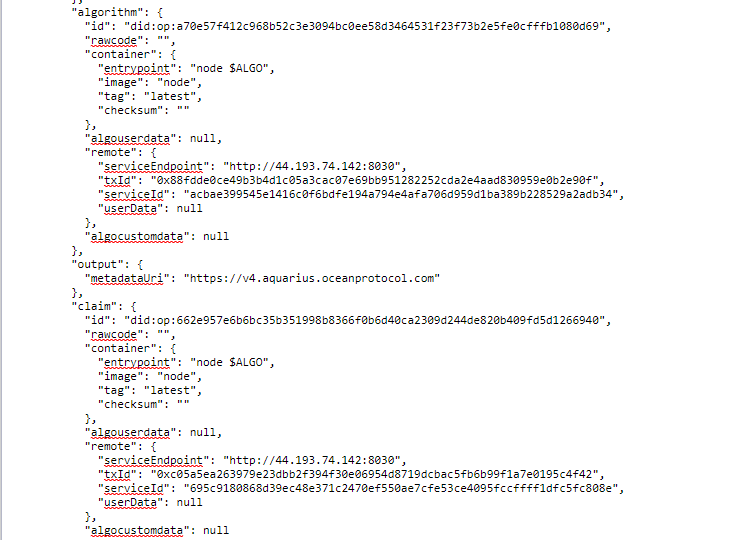 },
"algorithm": {
"id": "did:op:a70e57f412c968b52c3e3094bc0ee58d3464531f23f73b2e5fe0cfffb1080d69",
"rawcode": "",
"container": {
"entrypoint": "node $ALGO",
"image": "node",
"tag": "latest",
"checksum": ""
},
"algouserdata": null,
"remote": {
"serviceEndpoint": "http://44.193.74.142:8030",
"txId": "0x88fdde0ce49b3b4d1c05a3cac07e69bb951282252cda2e4aad830959e0b2e90f",
"serviceId": "acbae399545e1416c0f6bdfe194a794e4afa706d959d1ba389b228529a2adb34",
"userData": null
},
"algocustomdata": null
},
"output": {
"metadataUri": "https://v4.aquarius.oceanprotocol.com"
},
"claim": {
"id": "did:op:662e957e6b6bc35b351998b8366f0b6d40ca2309d244de820b409fd5d1266940",
"rawcode": "",
"container": {
"entrypoint": "node $ALGO",
"image": "node",
"tag": "latest",
"checksum": ""
},
"algouserdata": null,
"remote": {
"serviceEndpoint": "http://44.193.74.142:8030",
"txId": "0xc05a5ea263979e23dbb2f394f30e06954d8719dcbac5fb6b99f1a7e0195c4f42",
"serviceId": "695c9180868d39ec48e371c2470ef550ae7cfe53ce4095fccffff1dfc5fc808e",
"userData": null
},
"algocustomdata": null